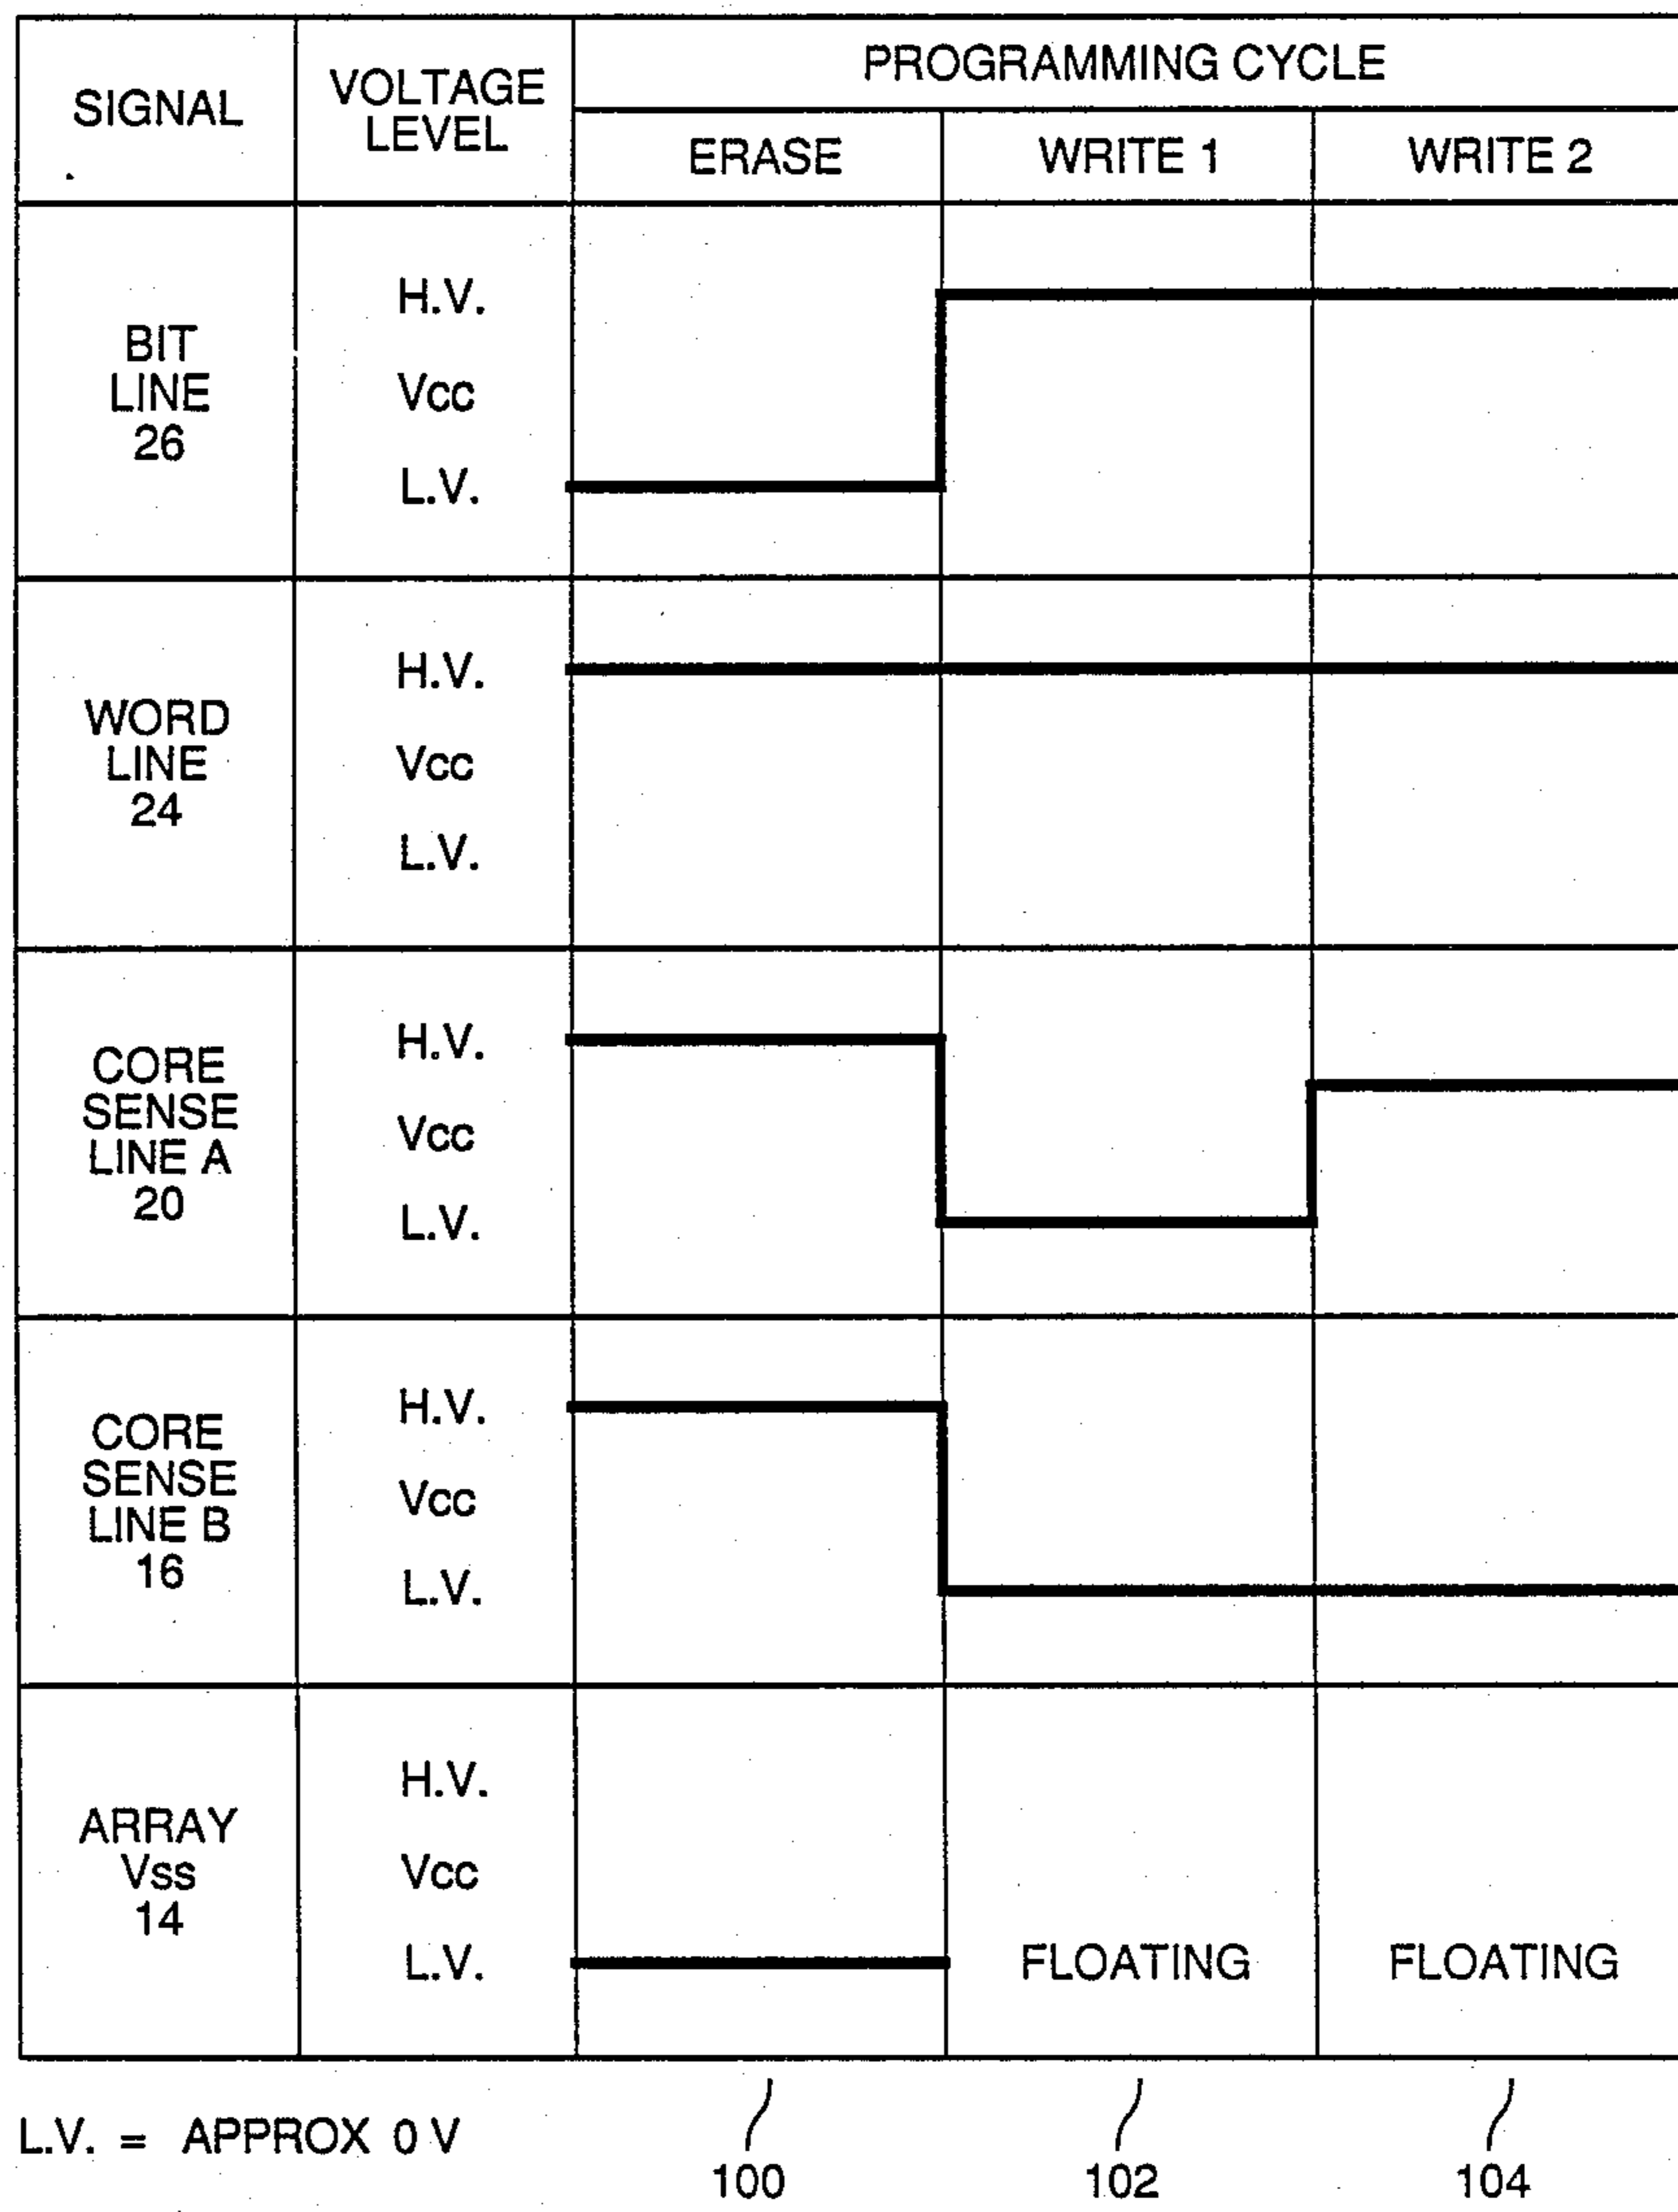 SIGNAL
VOLTAGE
LEVEL
PROGRAMMING CYCLE
ERASE
WRITE 1
WRITE 2
BIT
LINE
26
H.V.
Vcc
L.V.
WORD
LINE
24
H.V.
Vcc
L.V.
CORE
SENSE
LINE A
20
H.V.
Vcc
L.V.
CORE
SENSE
LINE B
16
H.V.
Vcc
L.V.
ARRAY
Vss
14
H.V.
Vcc
L.V.
FLOATING
FLOATING
L.V. = APPROX 0 V
100
102
104